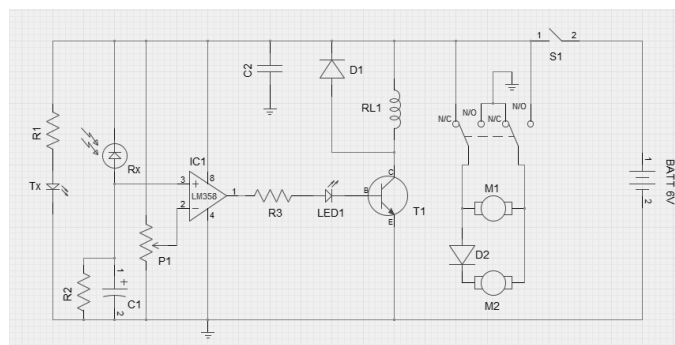 1 2
S1
C2
D1
RL1
N/C
N/O
N/C
N/O
R1
Rx
IC1
8
3
LM358
1
2
4
Tx
R3
LED1
B
C
E
T1
M1
BATT 6V
1
2
P1
D2
R2
1
+
C1
2
M2